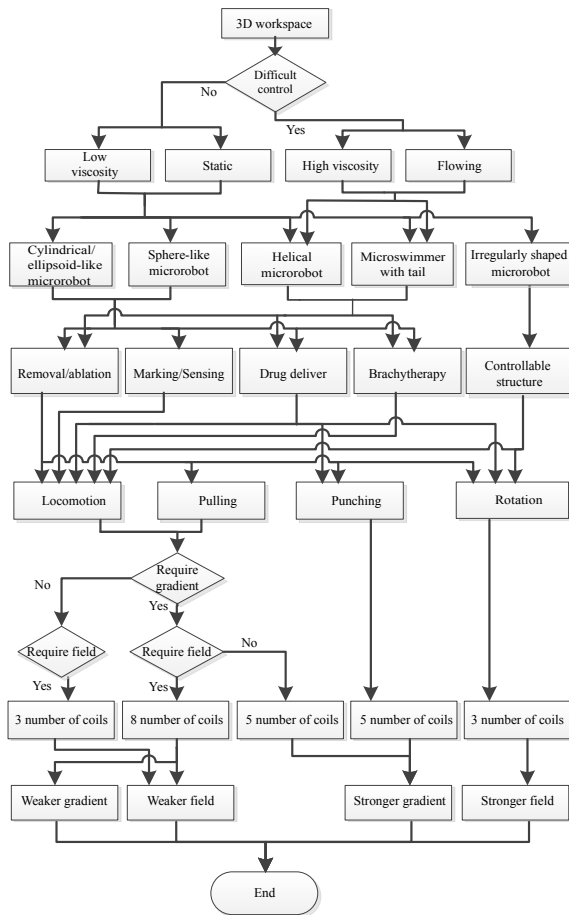 3D workspace
Difficult
control
No
Yes
Low
viscosity
Static
High viscosity
Flowing
Cylindrical/
ellipsoid-like
microrobot
Sphere-like
microrobot
Helical
microrobot
Microswimmer
with tail
Irregularly shaped
microrobot
Removal/ablation
Marking/Sensing
Drug deliver
Brachytherapy
Controllable
structure
Locomotion
Pulling
Punching
Rotation
Require
gradient
No
Yes
Require field
Require field
No
Yes
Yes
3 number of coils
8 number of coils
5 number of coils
5 number of coils
3 number of coils
Weaker gradient
Weaker field
Stronger gradient
Stronger field
End